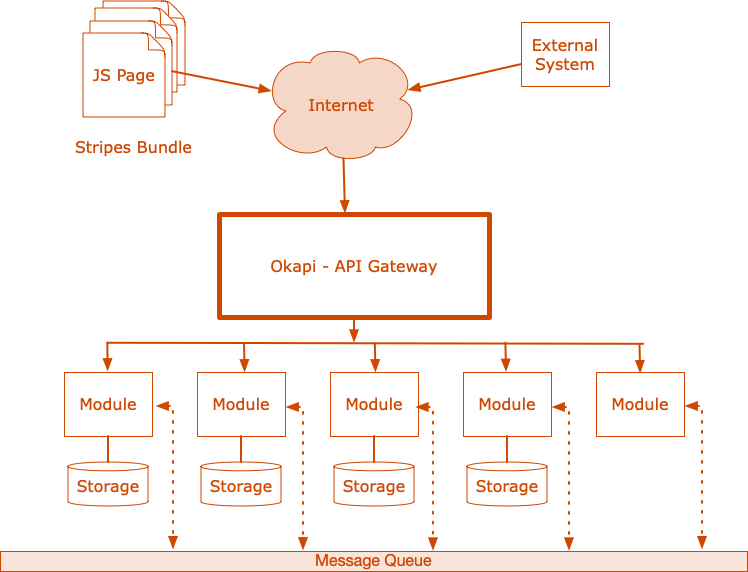 JS Page
External
System
Internet
Stripes Bundle
Okapi - API Gateway
Module
Module
Module
Module
Module
Storage
Storage
Storage
Storage
Message Queue